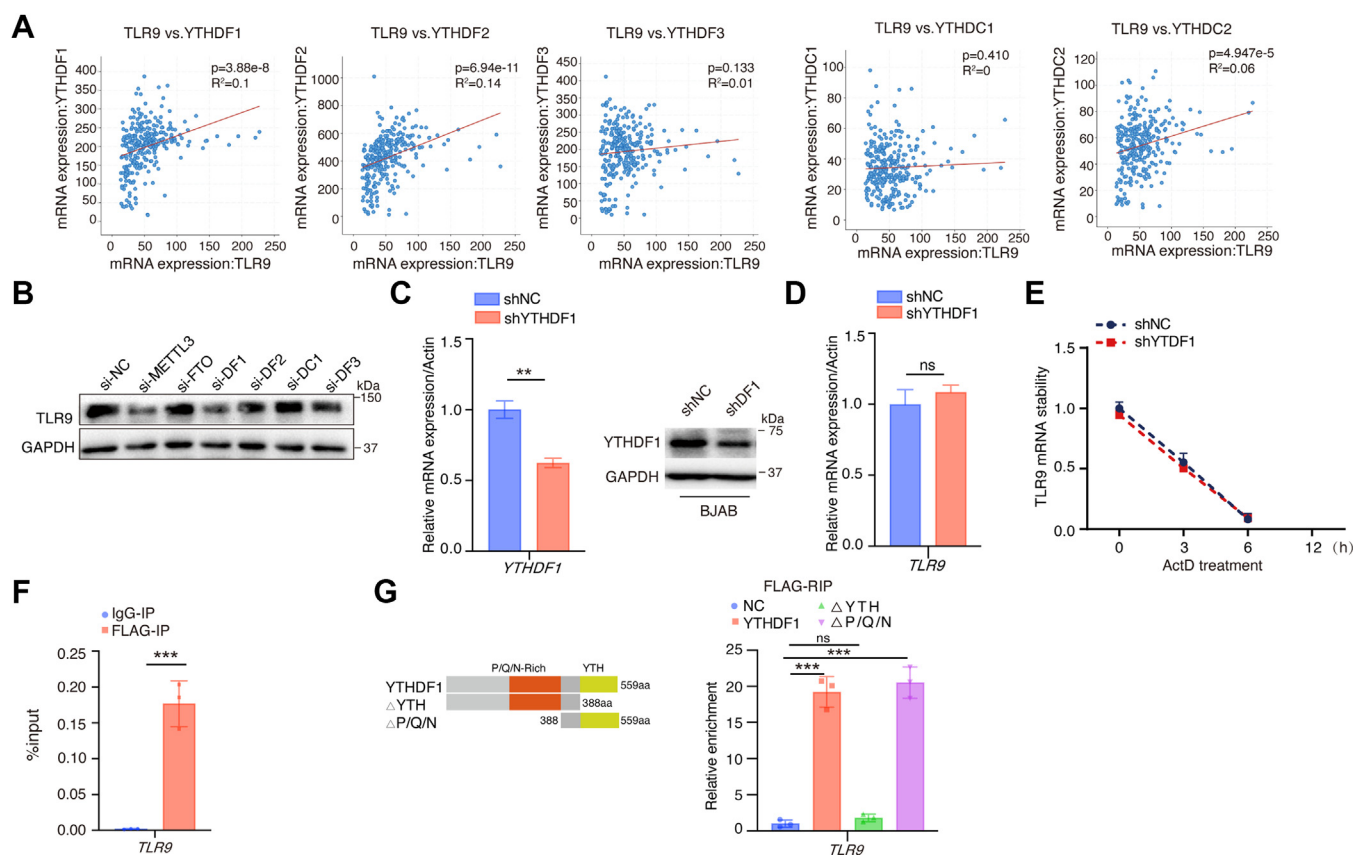 A
TLR9 vs.YTHDF1
p=3.88e-8
R²=0.1
mRNA expression:YTHDF1
400
350
300
250
200
150
100
50
0
0 50 100 150 200 250
mRNA expression:TLR9
TLR9 vs.YTHDF2
p=6.94e-11
R²=0.14
mRNA expression:YTHDF2
1000
800
600
400
200
0
0 50 100 150 200 250
mRNA expression:TLR9
TLR9 vs.YTHDF3
p=0.133
R²=0.01
mRNA expression:YTHDF3
450
400
350
300
250
200
150
100
50
0
0 50 100 150 200 250
mRNA expression:TLR9
TLR9 vs.YTHDC1
p=0.410
R²=0
mRNA expression:YTHDC1
100
80
60
40
20
0
0 50 100 150 200 250
mRNA expression:TLR9
TLR9 vs.YTHDC2
p=4.947e-5
R²=0.06
mRNA expression:YTHDC2
120
100
80
60
40
20
0
0 50 100 150 200 250
mRNA expression:TLR9
B
si-NC si-METTL3 si-FTO si-DF1 si-DF2 si-DC1 si-DF3
kDa
150
TLR9
GAPDH
37
C
shNC
shYTHDF1
Relative mRNA expression/Actin
1.5
1.0
0.5
0.0
**
YTHDF1
shNC shDF1
kDa
75
YTHDF1
37
GAPDH
BJAB
D
shNC
shYTHDF1
Relative mRNA expression/Actin
1.5
1.0
0.5
0.0
ns
TLR9
E
shNC
shYTDF1
TLR9 mRNA stability
1.5
1.0
0.5
0.0
0 3 6 12 (h)
ActD treatment
F
IgG-IP
FLAG-IP
%input
0.25
0.20
0.15
0.10
0.05
0.00
***
TLR9
G
P/Q/N-Rich YTH
YTHDF1 559aa
△YTH 388aa
△P/Q/N 388 559aa
FLAG-RIP
NC △YTH
YTHDF1 △P/Q/N
Relative enrichment
25
20
15
10
5
0
ns
***
***
TLR9